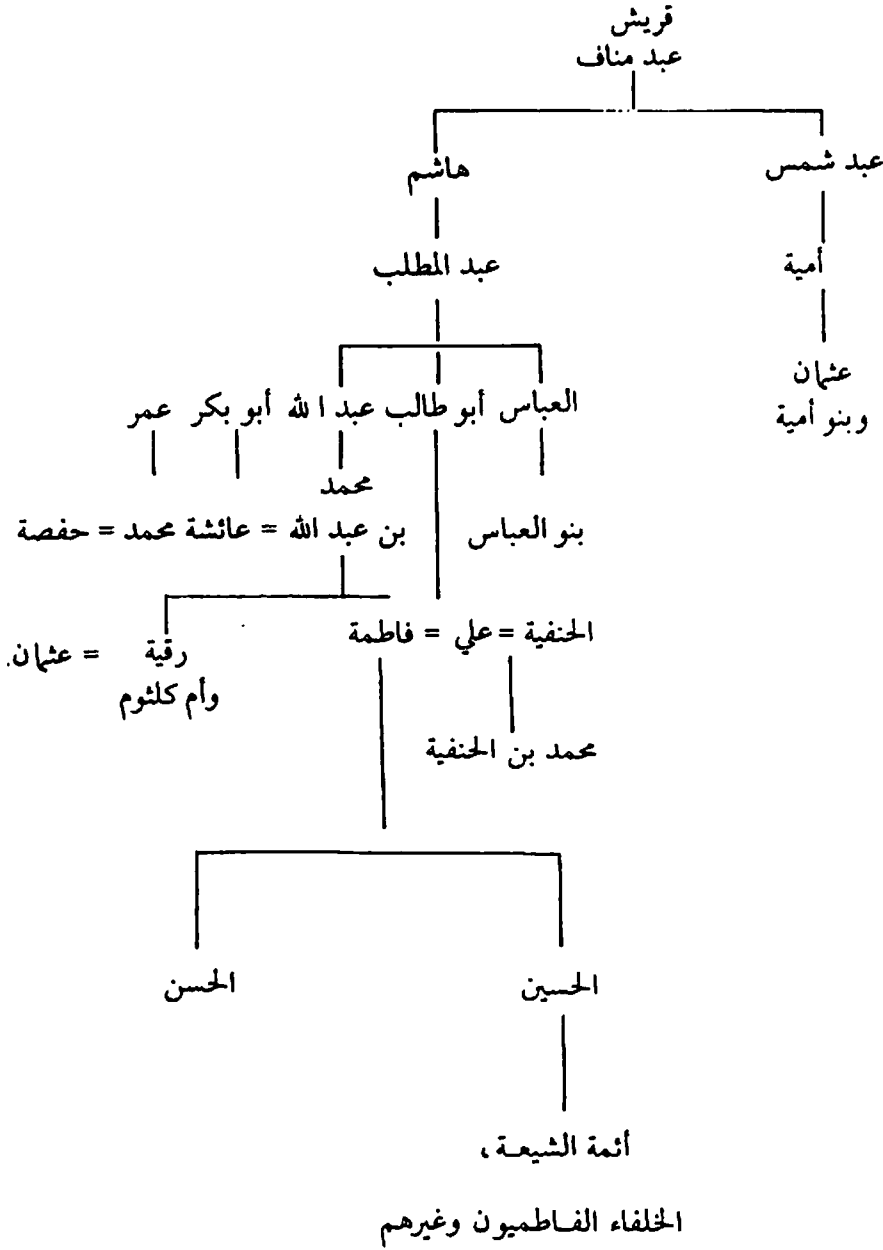 قريش
عبد مناف
عبد شمس
هاشم
أمية
عبد المطلب
عثمان
العباس أبو طالب عبد الله أبو بكر عمر
وبنو أمية
محمد
بنو العباس بن عبد الله = عائشة محمد = حفصة
الحنفية = علي = فاطمة
رقية = عثمان.
وأم كلثوم
محمد بن الحنفية
الحسين الحسن
أئمة الشيعة،
الخلفاء الفاطميون وغيرهم